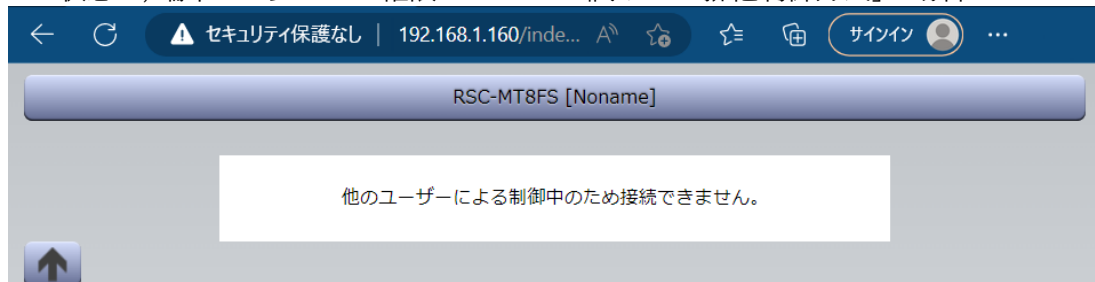 セキュリティ保護なし | 192.168.1.160/inde... A サインイン ...
RSC-MT8FS [Noname]
他のユーザーによる制御中のため接続できません。